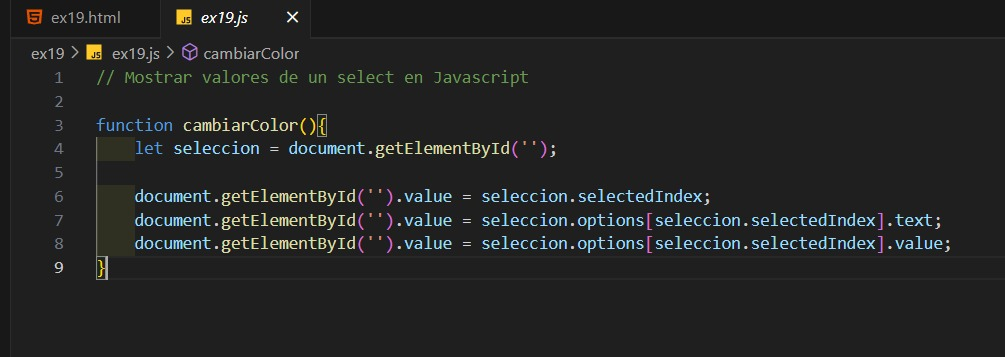 ex19.html JS ex19.js ×
ex19 > JS ex19.js > cambiarColor
1 // Mostrar valores de un select en Javascript
2
3 function cambiarColor(){
4 let seleccion = document.getElementById('');
5
6 document.getElementById('').value = seleccion.selectedIndex;
7 document.getElementById('').value = seleccion.options[seleccion.selectedIndex].text;
8 document.getElementById('').value = seleccion.options[seleccion.selectedIndex].value;
9 }